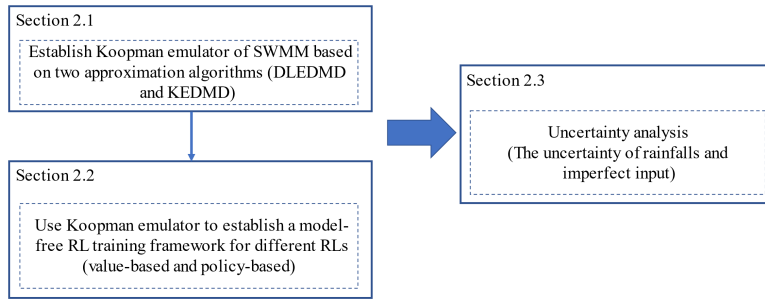 Section 2.1
Establish Koopman emulator of SWMM based
on two approximation algorithms (DLEDMD
and KEDMD)
Section 2.2
Use Koopman emulator to establish a model-
free RL training framework for different RLs
(value-based and policy-based)
Section 2.3
Uncertainty analysis
(The uncertainty of rainfalls and
imperfect input)